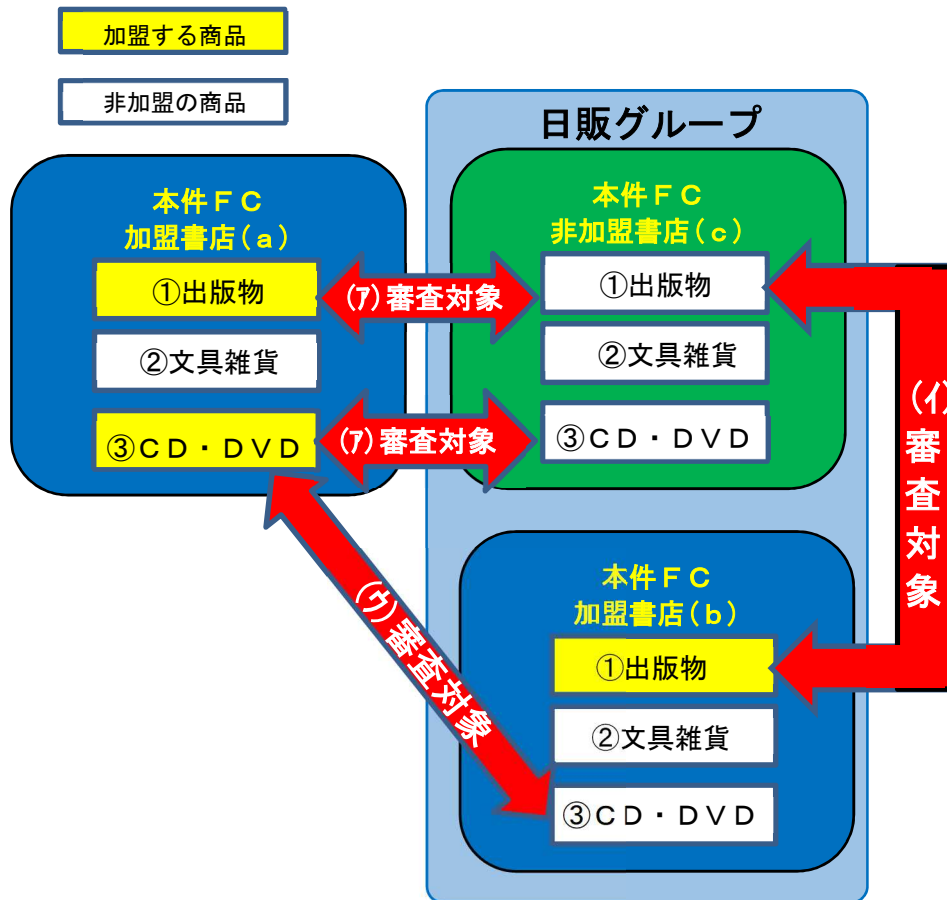 加盟する商品
非加盟の商品
日販グループ
本件ＦＣ
加盟書店(ａ)
①出版物
②文具雑貨
③ＣＤ・ＤＶＤ
(ｱ)審査対象
(ｱ)審査対象
本件ＦＣ
非加盟書店(ｃ)
①出版物
②文具雑貨
③ＣＤ・ＤＶＤ
(ｲ)
審
査
対
象
(ｳ)審査対象
本件ＦＣ
加盟書店(ｂ)
①出版物
②文具雑貨
③ＣＤ・ＤＶＤ